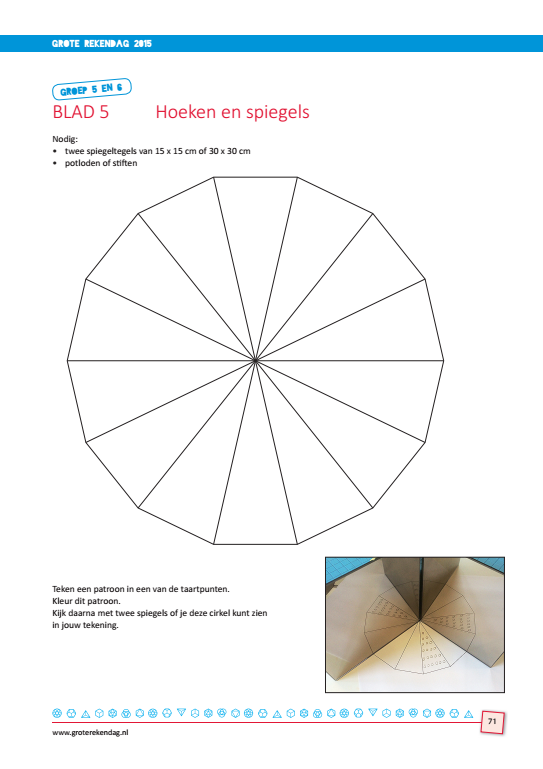 GROTE REKENDAG 2015
GROEP 5 EN 6
BLAD 5 Hoeken en spiegels
Nodig:
• twee spiegeltegels van 15 x 15 cm of 30 x 30 cm
• potloden of stiften
Teken een patroon in een van de taartpunten.
Kleur dit patroon.
Kijk daarna met twee spiegels of je deze cirkel kunt zien
in jouw tekening.
71
www.groterekendag.nl